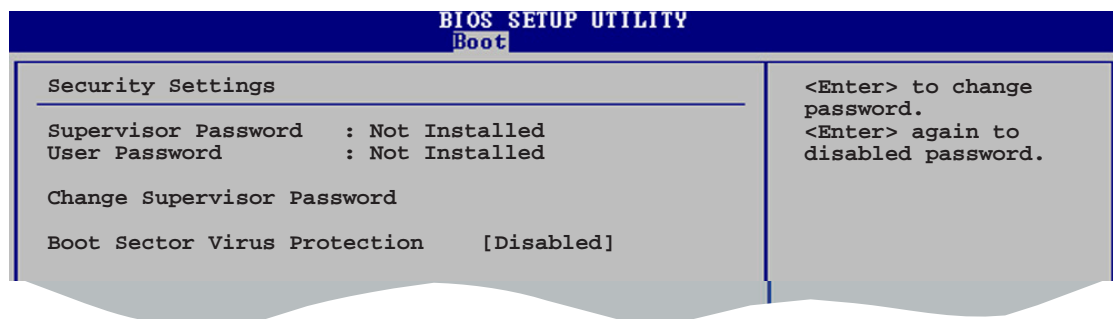 BIOS SETUP UTILITY
Boot
Security Settings
Supervisor Password : Not Installed
User Password : Not Installed
Change Supervisor Password
Boot Sector Virus Protection [Disabled]
<Enter> to change
password.
<Enter> again to
disabled password.